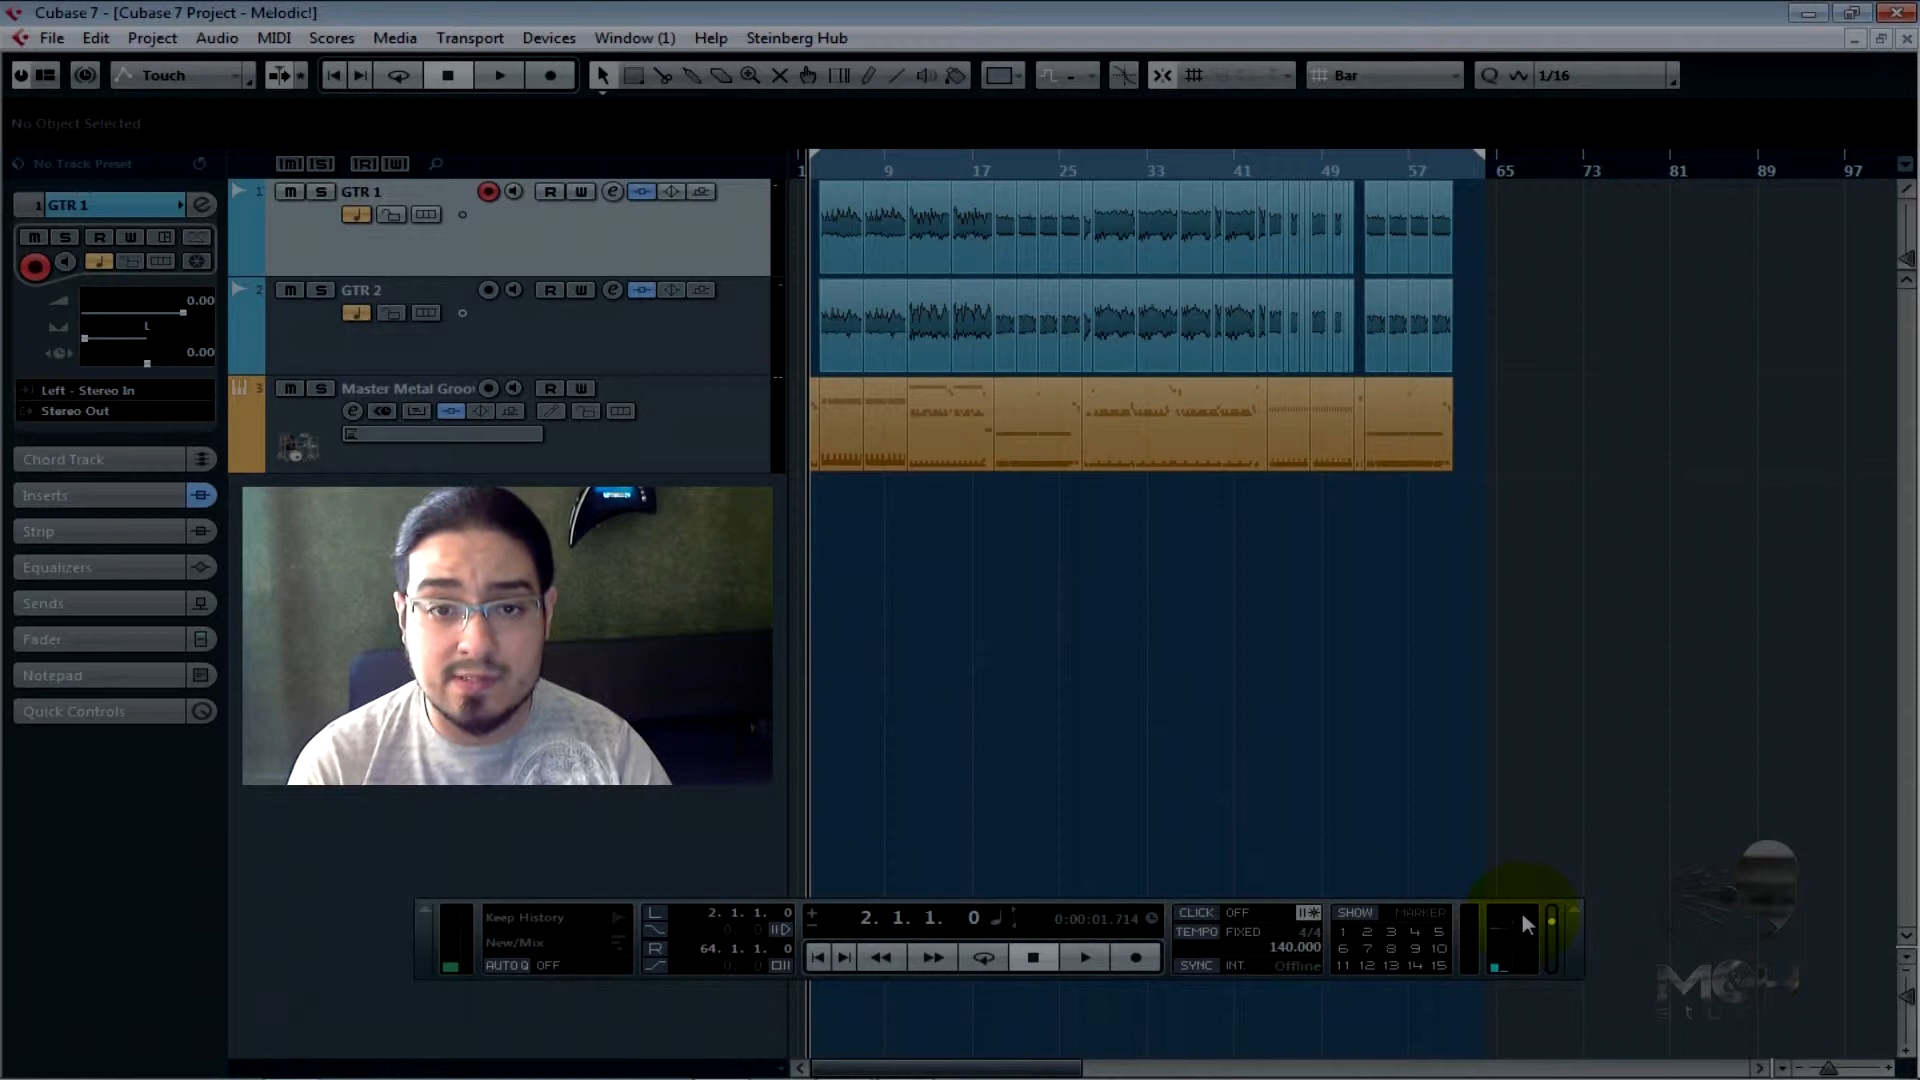 Cubase 7 - [Cubase 7 Project - Melodic!]
File Edit Project Audio MIDI Scores Media Transport Devices Window (1) Help Steinberg Hub
Touch Bar Q 1/16
No Object Selected
No Track Preset
[M] [S] [R] [W]
1 9 17 25 33 41 49 57 65 73 81 89 97
1 GTR 1
M S R W
0.00
L
0.00
Left - Stereo In
Stereo Out
Chord Track
Inserts
Strip
Equalizers
Sends
Fader
Notepad
Quick Controls
1 M S GTR 1 R W e
2 M S GTR 2 R W e
3 M S Master Metal Groo R W
e
Keep History
New/Mix
AUTO Q OFF
L 2. 1. 1. 0
R 64. 1. 1. 0
2. 1. 1. 0
0:00:01.714
CLICK OFF
TEMPO FIXED 4/4
140.000
SYNC INT. Offline
SHOW MARKER
1 2 3 4 5
6 7 8 9 10
11 12 13 14 15